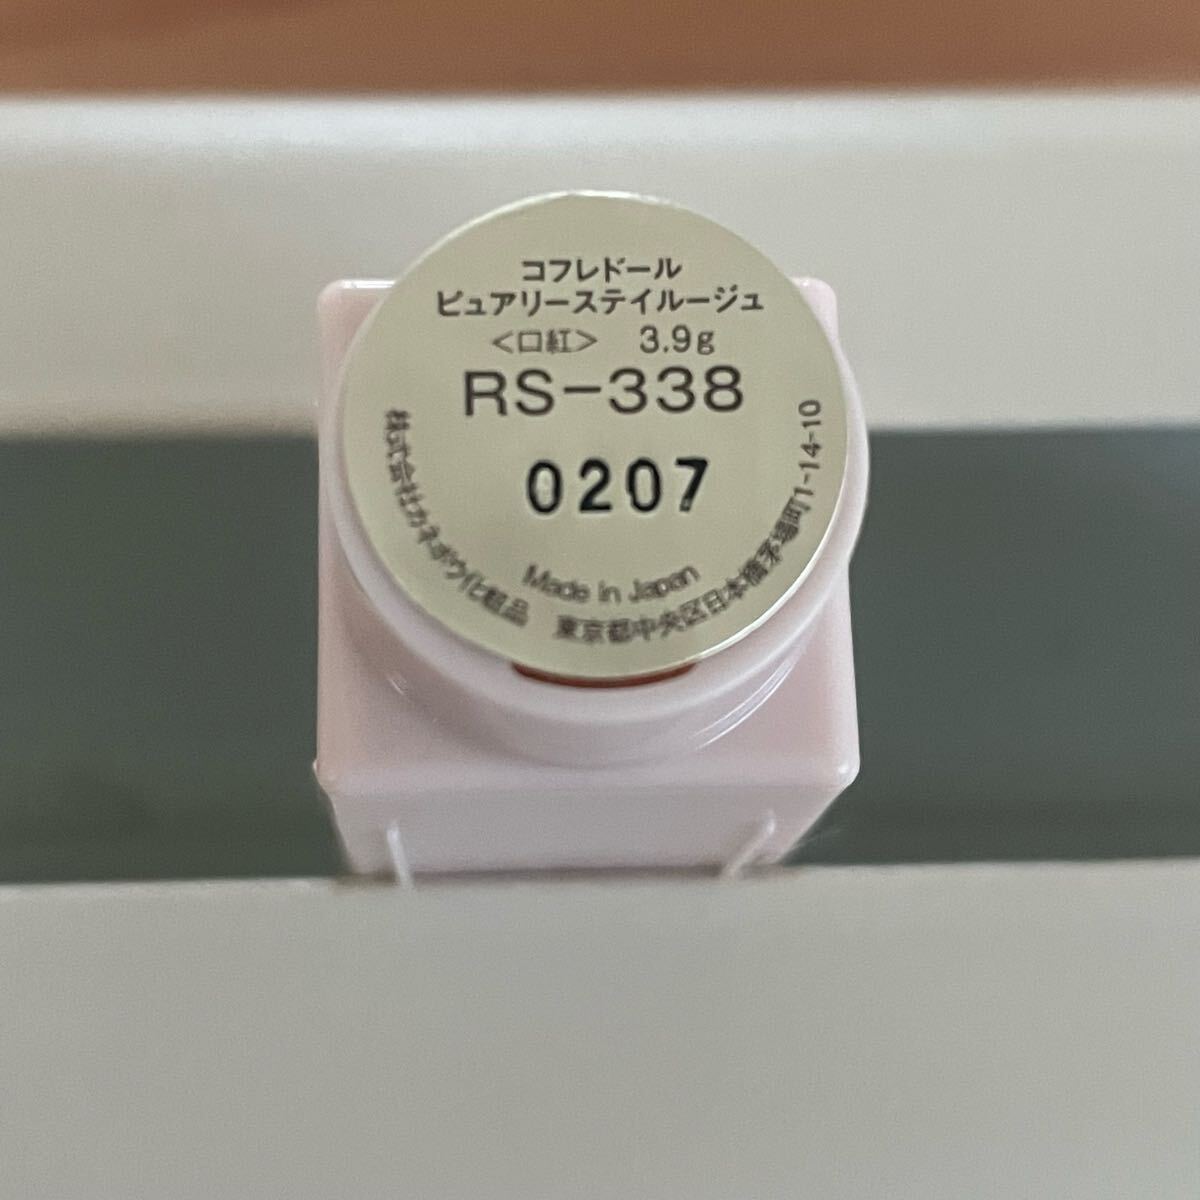 コフレドール
ピュアリーステイルージュ
<口紅> 3.9g
RS-338
0207
Made in Japan
株式会社カネボウ化粧品 東京都中央区日本橋茅場町1-14-10